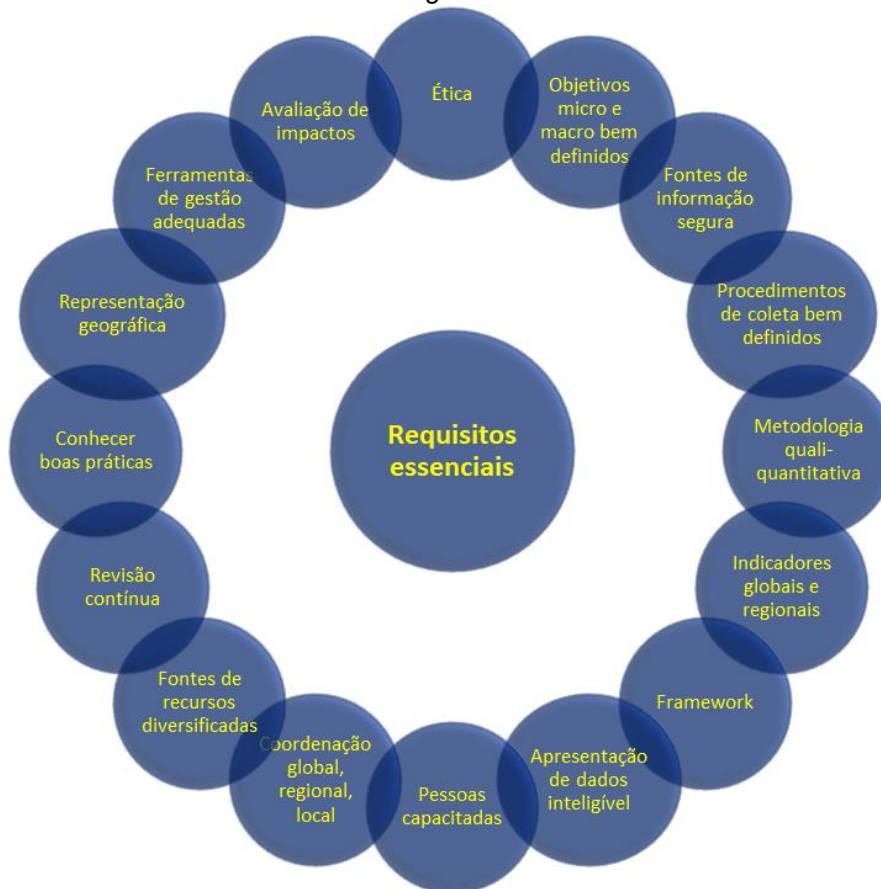 Ética
Objetivos
micro e
macro bem
definidos
Fontes de
informação
segura
Procedimentos
de coleta bem
definidos
Metodologia
quali-
quantitativa
Indicadores
globais e
regionais
Framework
Apresentação
de dados
inteligível
Pessoas
capacitadas
Coordenação
global,
regional,
local
Fontes de
recursos
diversificadas
Revisão
contínua
Conhecer
boas práticas
Representação
geográfica
Ferramentas
de gestão
adequadas
Avaliação de
impactos
Requisitos
essenciais